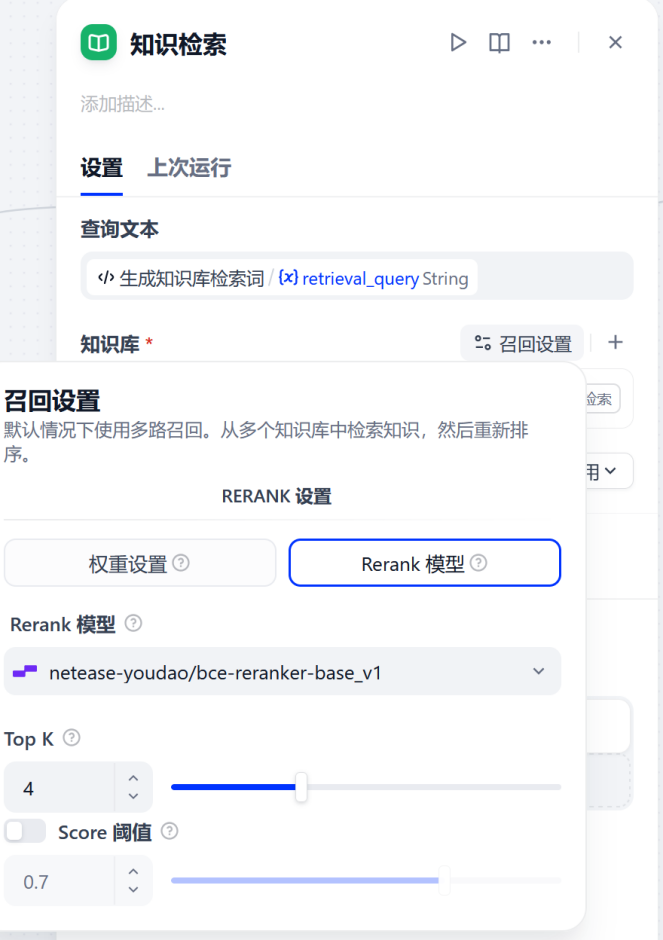 知识检索
添加描述...
设置 上次运行
查询文本
生成知识库检索词 / {x} retrieval_query String
知识库 * 召回设置
检索
用
召回设置
默认情况下使用多路召回。从多个知识库中检索知识，然后重新排
序。
RERANK 设置
权重设置 Rerank 模型
Rerank 模型
netease-youdao/bce-reranker-base_v1
Top K
4
Score 阈值
0.7